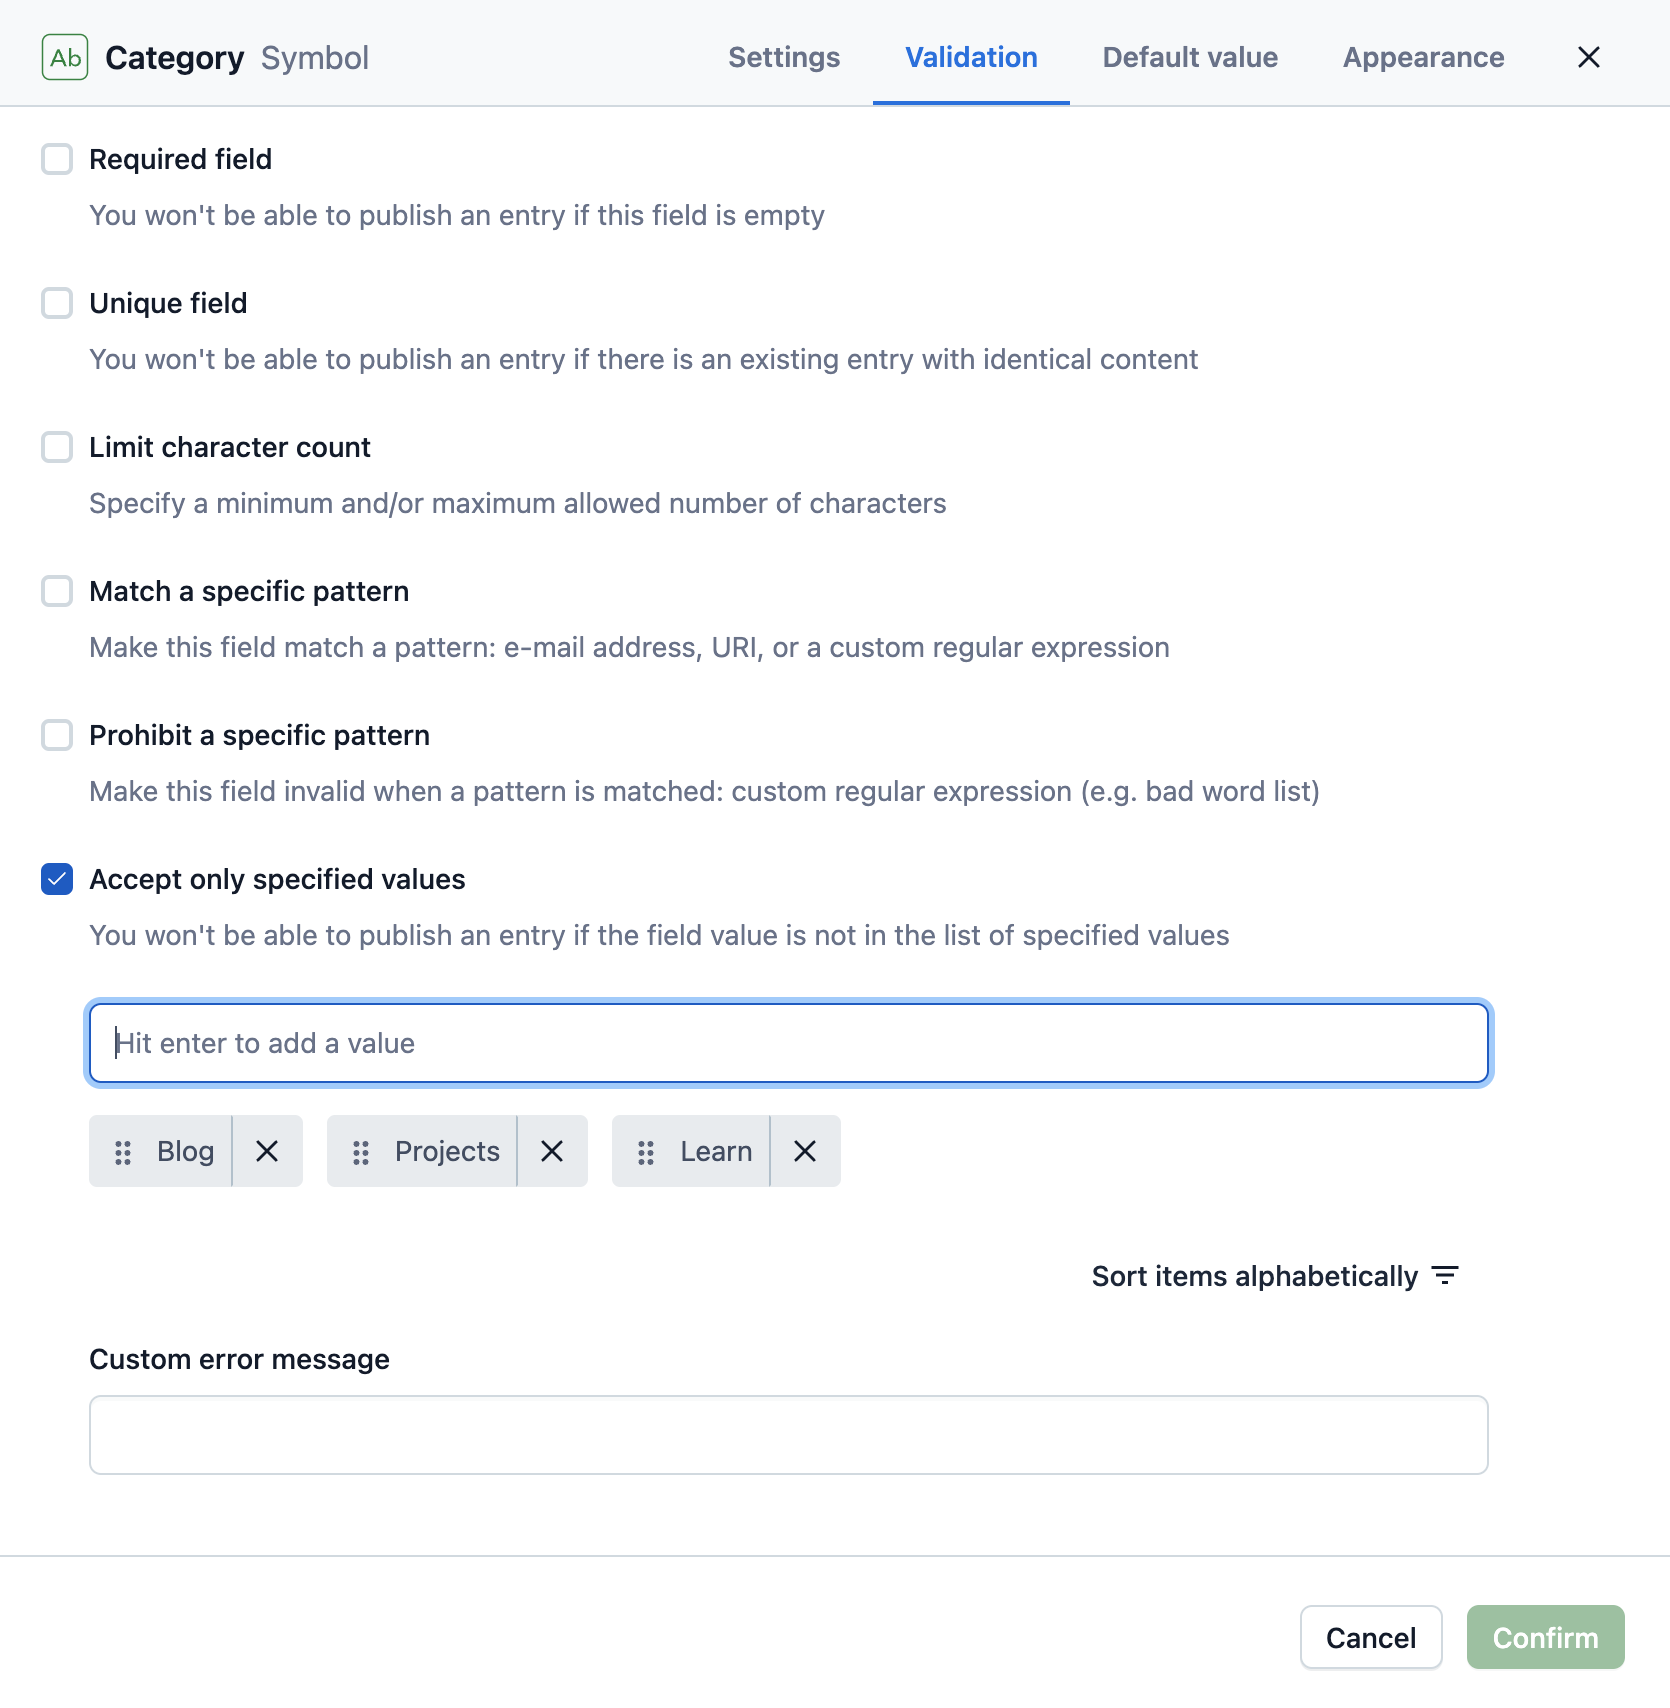 Ab Category Symbol Settings Validation Default value Appearance
Required field
You won't be able to publish an entry if this field is empty
Unique field
You won't be able to publish an entry if there is an existing entry with identical content
Limit character count
Specify a minimum and/or maximum allowed number of characters
Match a specific pattern
Make this field match a pattern: e-mail address, URI, or a custom regular expression
Prohibit a specific pattern
Make this field invalid when a pattern is matched: custom regular expression (e.g. bad word list)
Accept only specified values
You won't be able to publish an entry if the field value is not in the list of specified values
Hit enter to add a value
Blog Projects Learn
Sort items alphabetically
Custom error message
Cancel Confirm